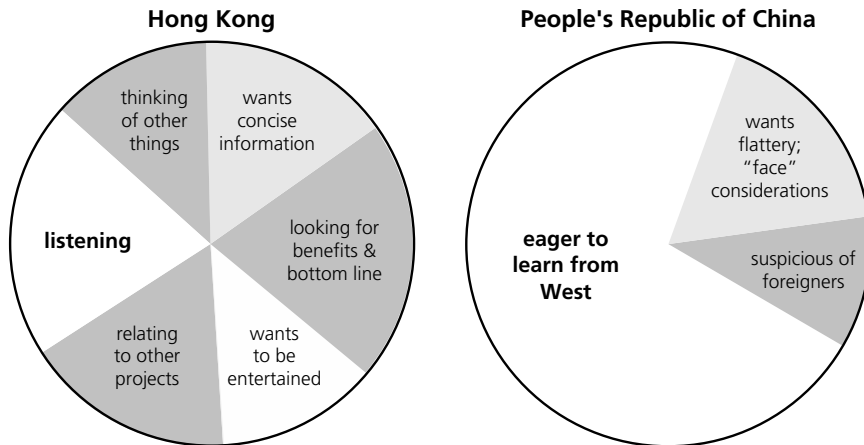 Hong Kong
thinking
of other
things
wants
concise
information
listening
looking for
benefits &
bottom line
relating
to other
projects
wants
to be
entertained
People's Republic of China
wants
flattery;
“face”
considerations
eager to
learn from
West
suspicious of
foreigners